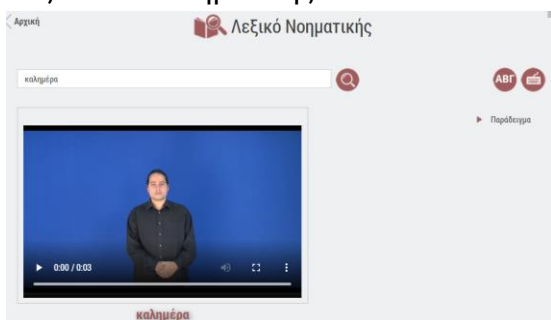 Αρχική
Λεξικό Νοηματικής
καλημέρα
ΑΒΓ
Παράδειγμα
0:00 / 0:03
καλημέρα